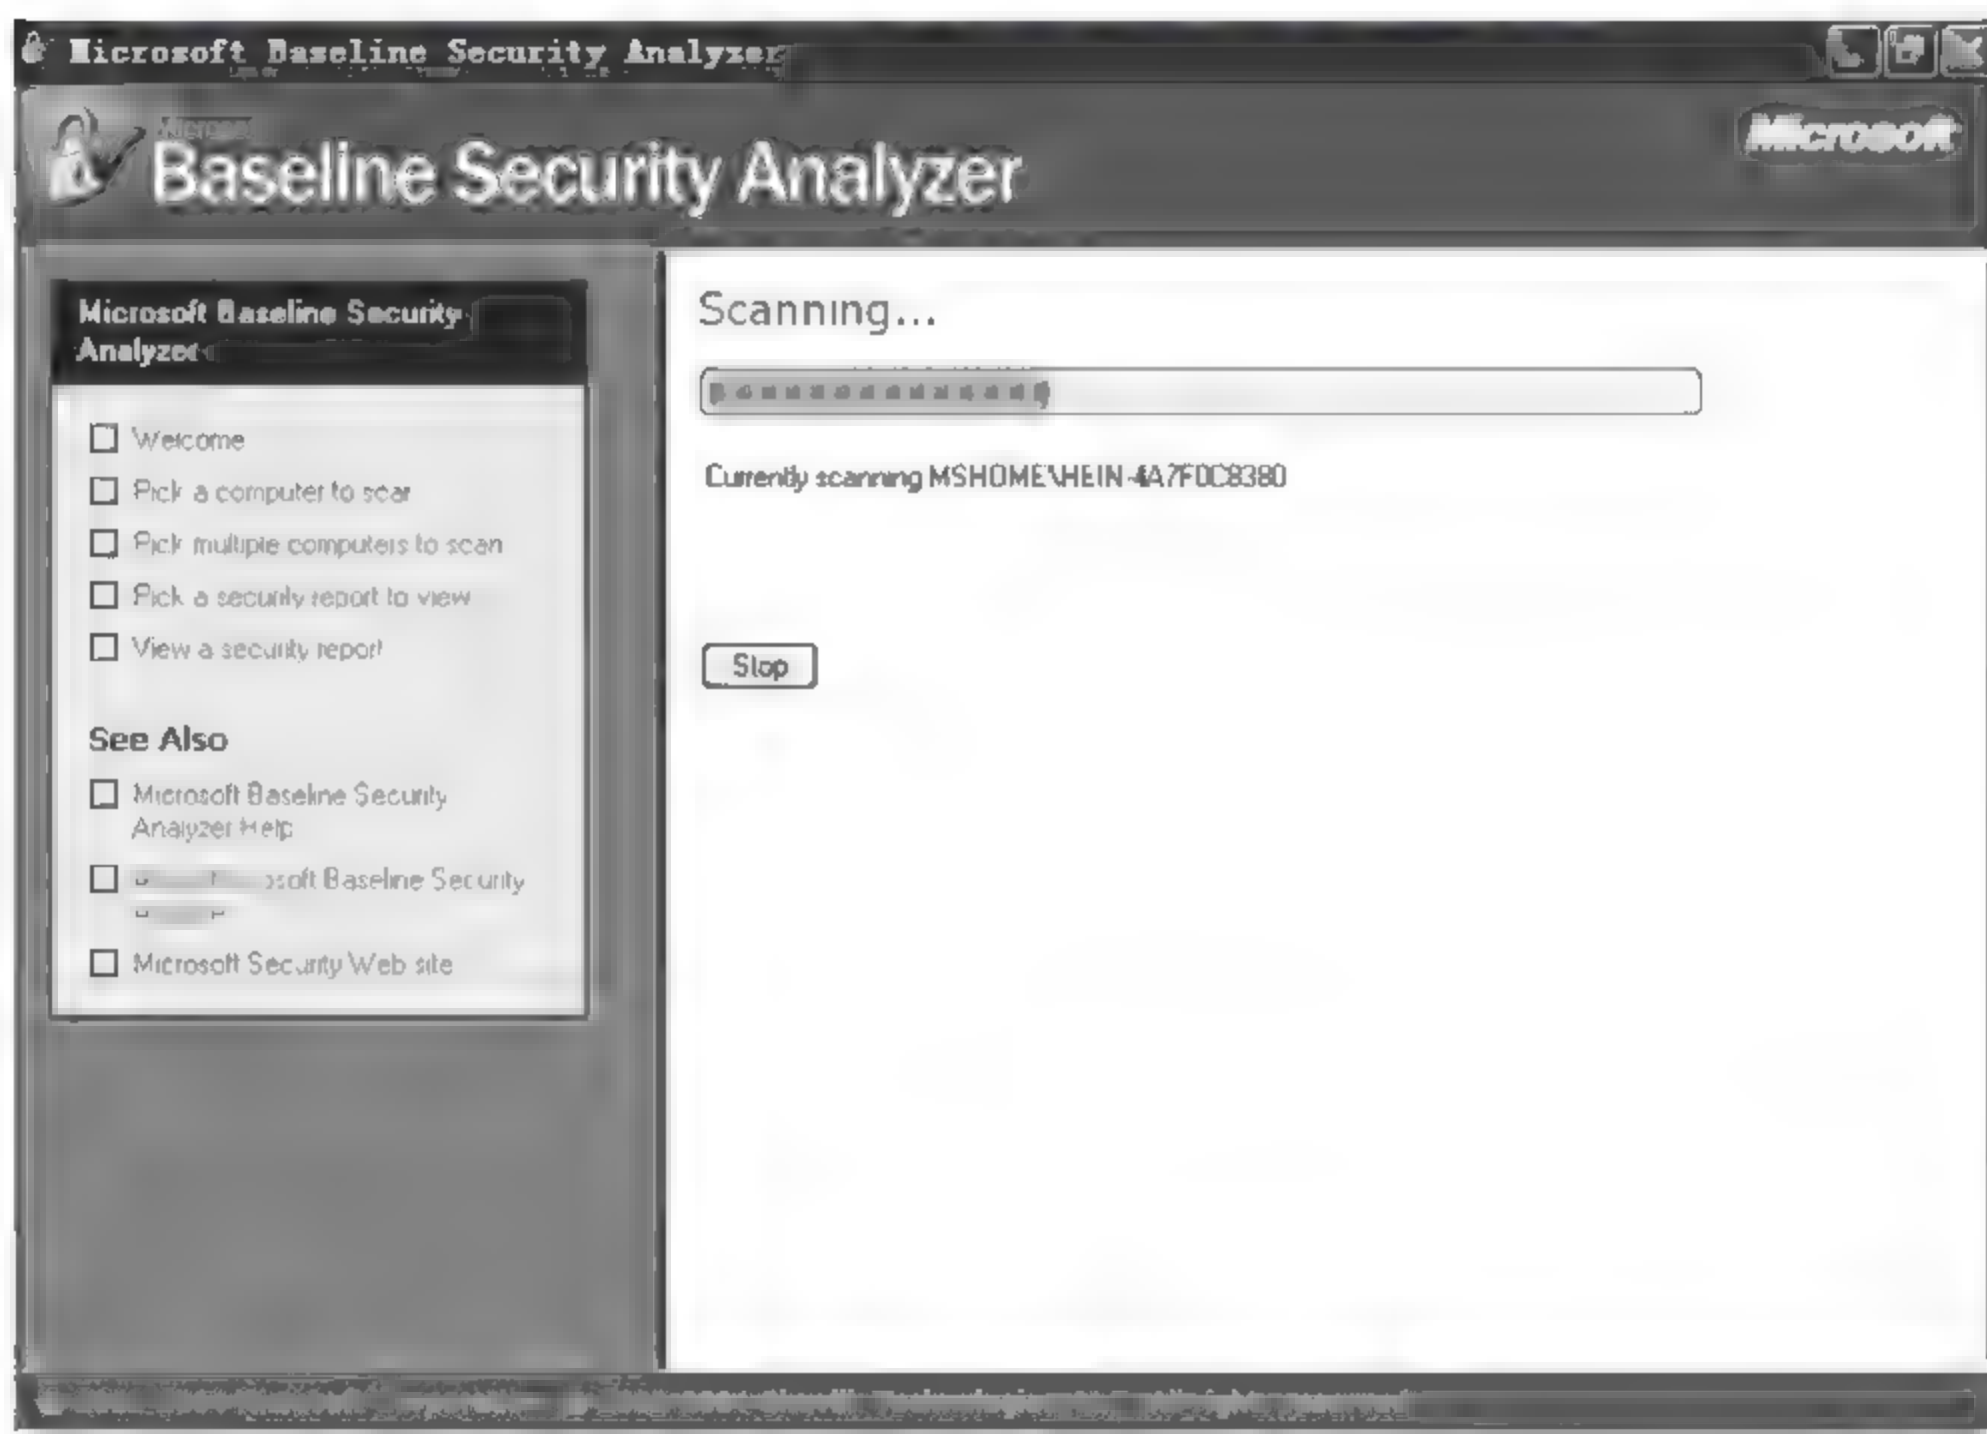 Microsoft Baseline Security Analyzer
Microsoft
Baseline Security Analyzer
Microsoft
Microsoft Baseline Security
Analyzer
Welcome
Pick a computer to scan
Pick multiple computers to scan
Pick a security report to view
View a security report
See Also
Microsoft Baseline Security
Analyzer Help
Baseline Security
Microsoft Security Web site
Scanning...
Currently scanning MSHOME\HEIN-4A7F0C8380
Stop